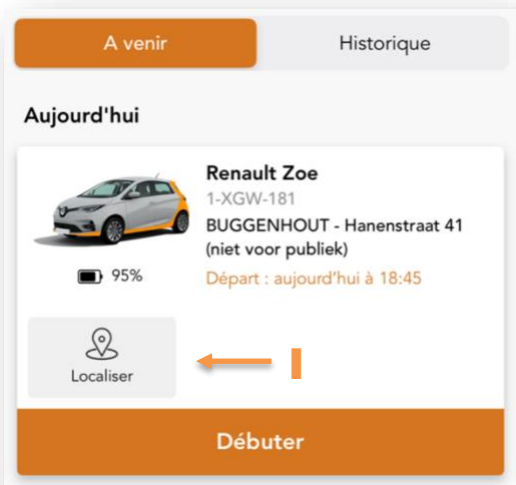 A venir
Historique
Aujourd'hui
Renault Zoe
1-XGW-181
BUGGENHOUT - Hanenstraat 41
(niet voor publiek)
95%
Départ : aujourd'hui à 18:45
Localiser
Débuter